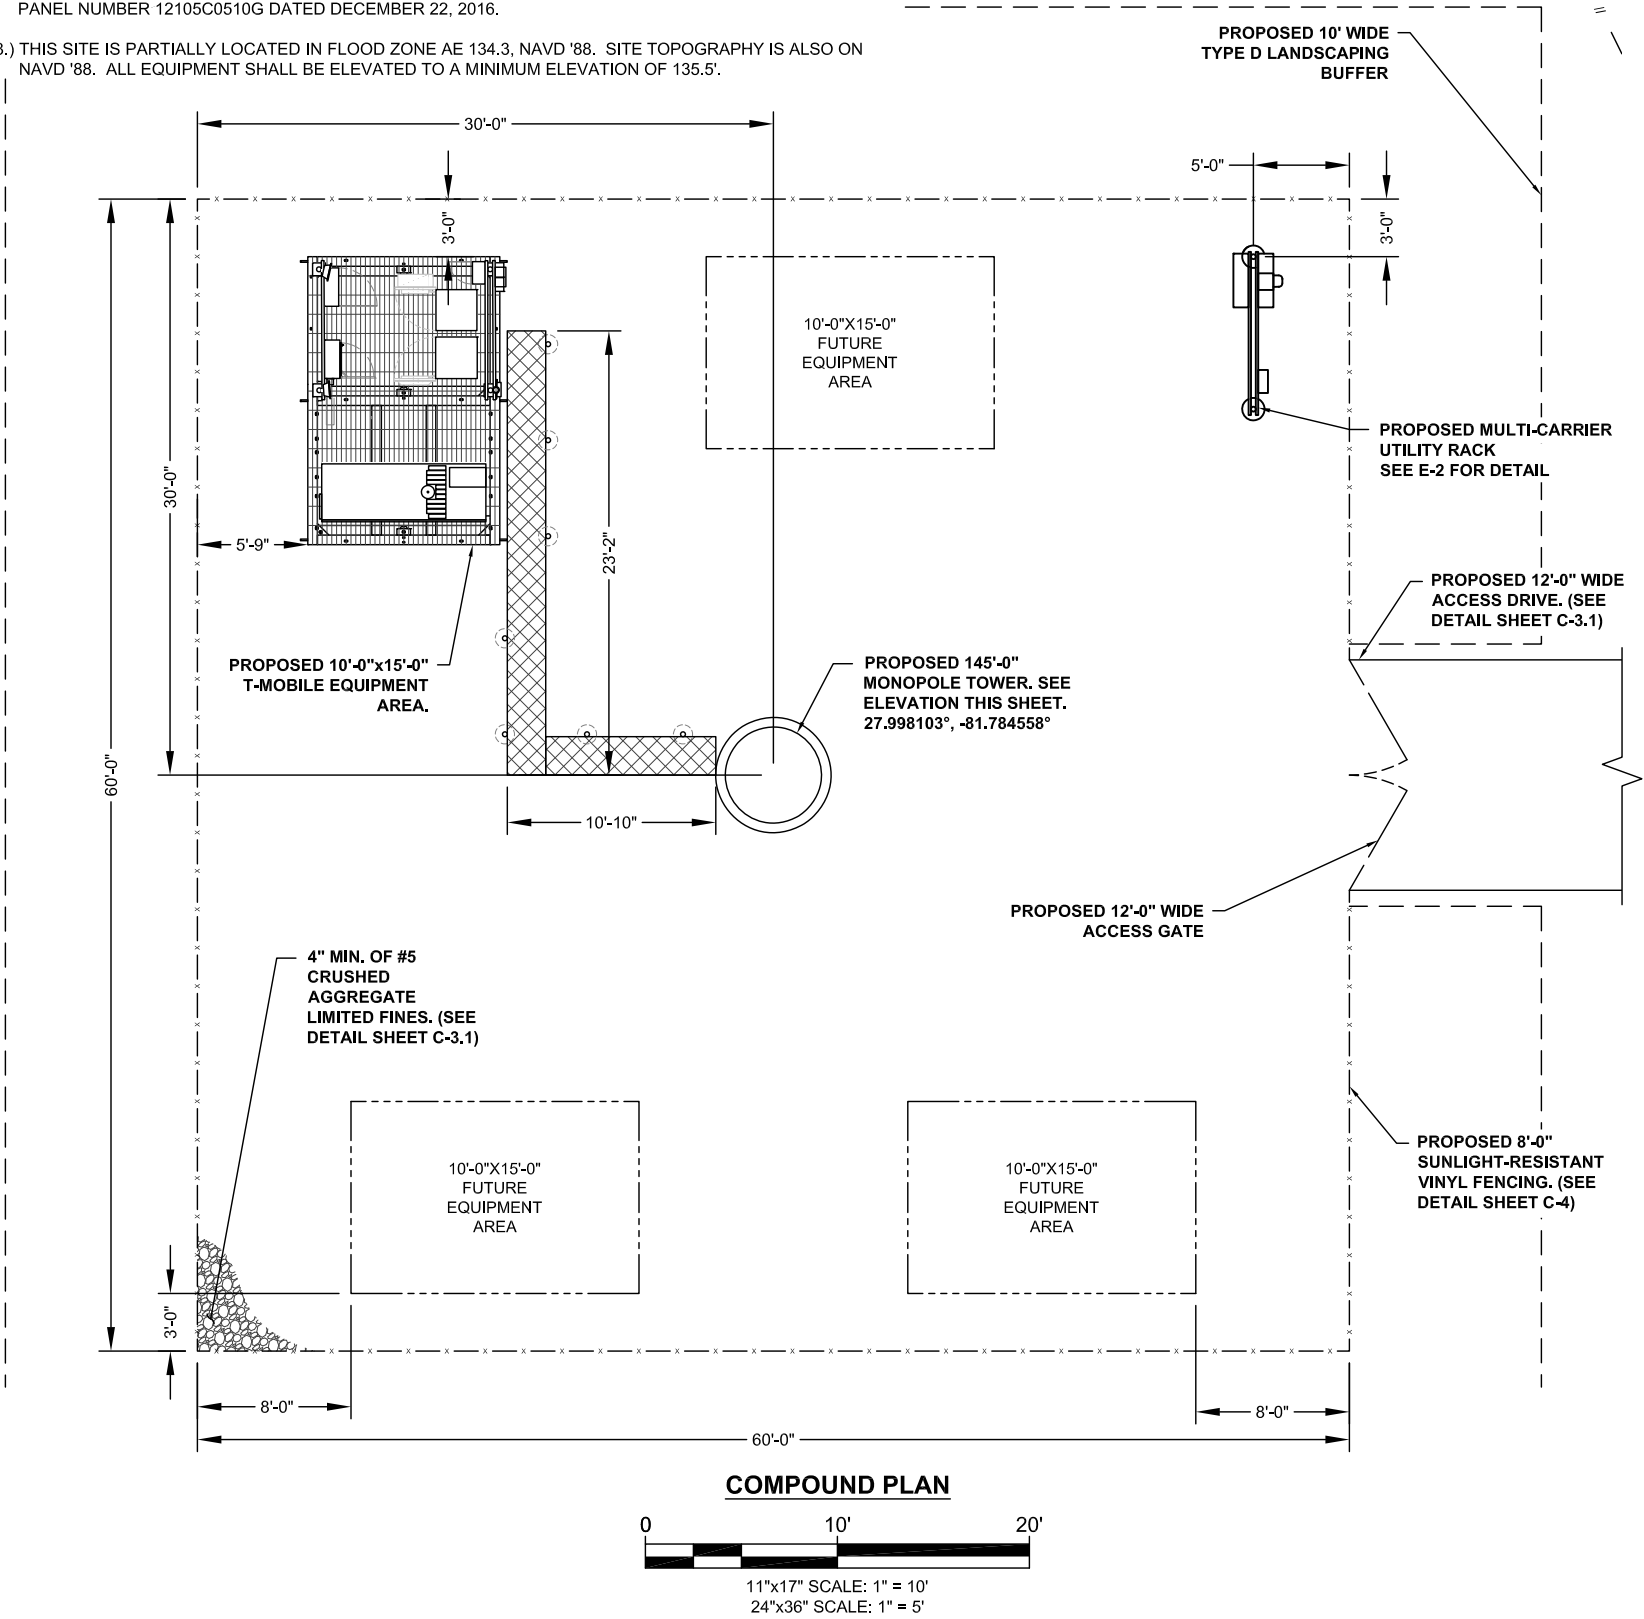 PANEL NUMBER 12105C0510G DATED DECEMBER 22, 2016.
3.) THIS SITE IS PARTIALLY LOCATED IN FLOOD ZONE AE 134.3, NAVD '88. SITE TOPOGRAPHY IS ALSO ON
NAVD '88. ALL EQUIPMENT SHALL BE ELEVATED TO A MINIMUM ELEVATION OF 135.5'.
PROPOSED 10' WIDE
TYPE D LANDSCAPING
BUFFER
30'-0"
5'-0"
3'-0"
3'-0"
10'-0"X15'-0"
FUTURE
EQUIPMENT
AREA
PROPOSED MULTI-CARRIER
UTILITY RACK
SEE E-2 FOR DETAIL
30'-0"
5'-9"
23'-2"
PROPOSED 12'-0" WIDE
ACCESS DRIVE. (SEE
DETAIL SHEET C-3.1)
PROPOSED 10'-0"x15'-0"
T-MOBILE EQUIPMENT
AREA.
PROPOSED 145'-0"
MONOPOLE TOWER. SEE
ELEVATION THIS SHEET.
27.998103°, -81.784558°
60'-0"
10'-10"
PROPOSED 12'-0" WIDE
ACCESS GATE
4" MIN. OF #5
CRUSHED
AGGREGATE
LIMITED FINES. (SEE
DETAIL SHEET C-3.1)
PROPOSED 8'-0"
SUNLIGHT-RESISTANT
VINYL FENCING. (SEE
DETAIL SHEET C-4)
10'-0"X15'-0"
FUTURE
EQUIPMENT
AREA
10'-0"X15'-0"
FUTURE
EQUIPMENT
AREA
3'-0"
8'-0"
8'-0"
60'-0"
COMPOUND PLAN
0 10' 20'
11"x17" SCALE: 1" = 10'
24"x36" SCALE: 1" = 5'